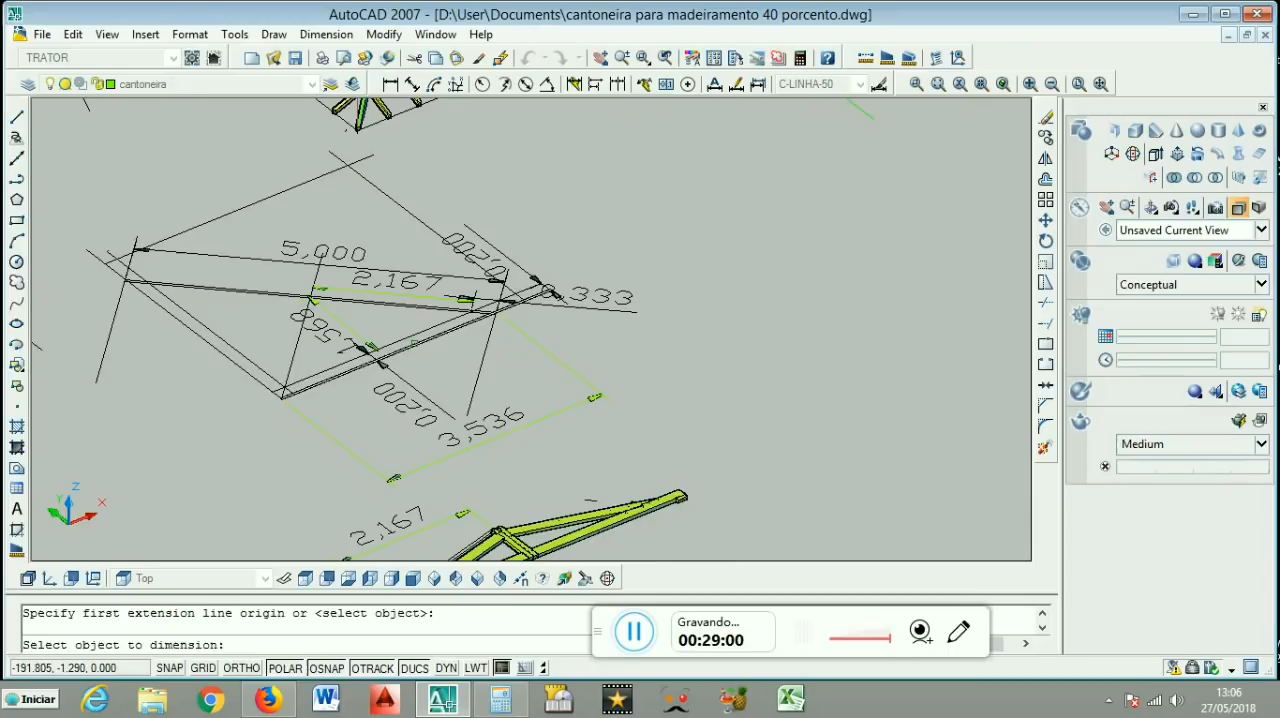 AutoCAD 2007 - [D:\User\Documents\cantoneira para madeiramento 40 porcento.dwg]
File Edit View Insert Format Tools Draw Dimension Modify Window Help
TRATOR
cantoneira
C-LINHA-50
5,000
0,200
2,167
0,333
1,568
0,200
3,536
2,167
Z
Y
X
Unsaved Current View
Conceptual
Medium
Top
Specify first extension line origin or <select object>:
Select object to dimension:
Gravando...
00:29:00
-191.805, -1.290, 0.000
SNAP GRID ORTHO POLAR OSNAP OTRACK DUCS DYN LWT
Iniciar
13:06
27/05/2018